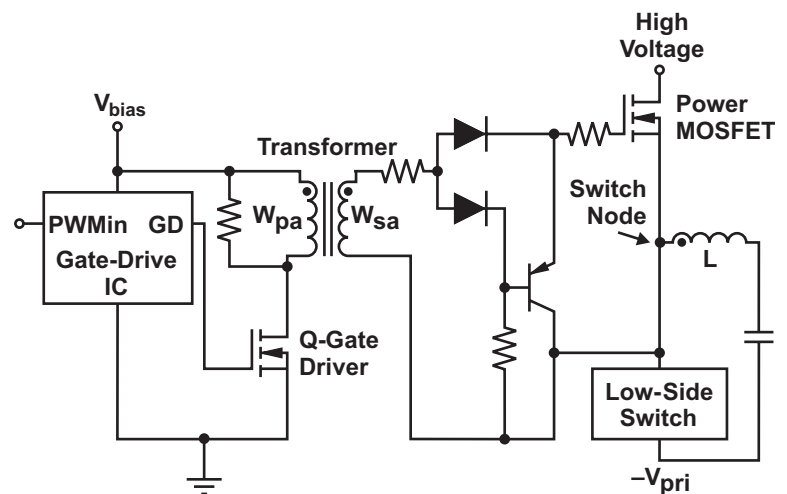 High
Voltage
Vbias
Power
MOSFET
Transformer
Switch
Node
PWMin GD
Gate-Drive
IC
Wpa
Wsa
L
Q-Gate
Driver
Low-Side
Switch
–Vpri